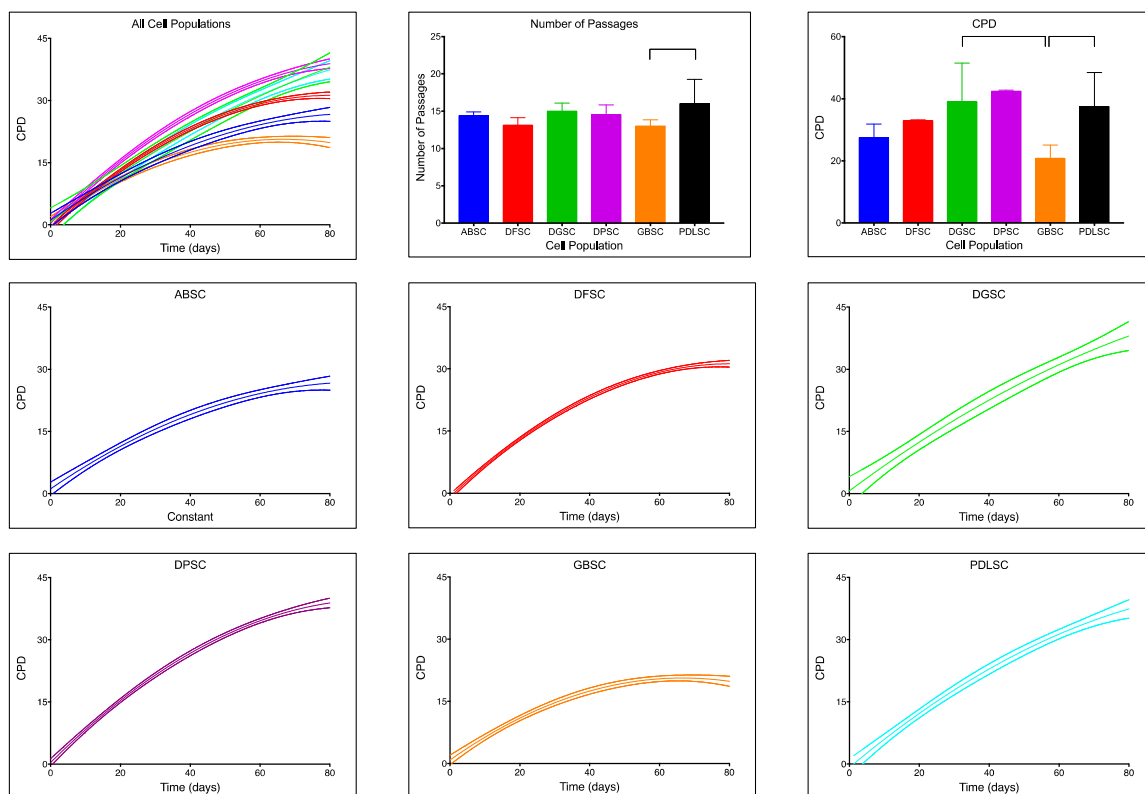 All Cell Populations
CPD
45
30
15
0
0 20 40 60 80
Time (days)
Number of Passages
Number of Passages
25
20
15
10
5
0
ABSC DFSC DGSC DPSC GBSC PDLSC
Cell Population
CPD
CPD
60
40
20
0
ABSC DFSC DGSC DPSC GBSC PDLSC
Cell Population
ABSC
CPD
45
30
15
0
0 20 40 60 80
Constant
DFSC
CPD
45
30
15
0
0 20 40 60 80
Time (days)
DGSC
CPD
45
30
15
0
0 20 40 60 80
Time (days)
DPSC
CPD
45
30
15
0
0 20 40 60 80
Time (days)
GBSC
CPD
45
30
15
0
0 20 40 60 80
Time (days)
PDLSC
CPD
45
30
15
0
0 20 40 60 80
Time (days)